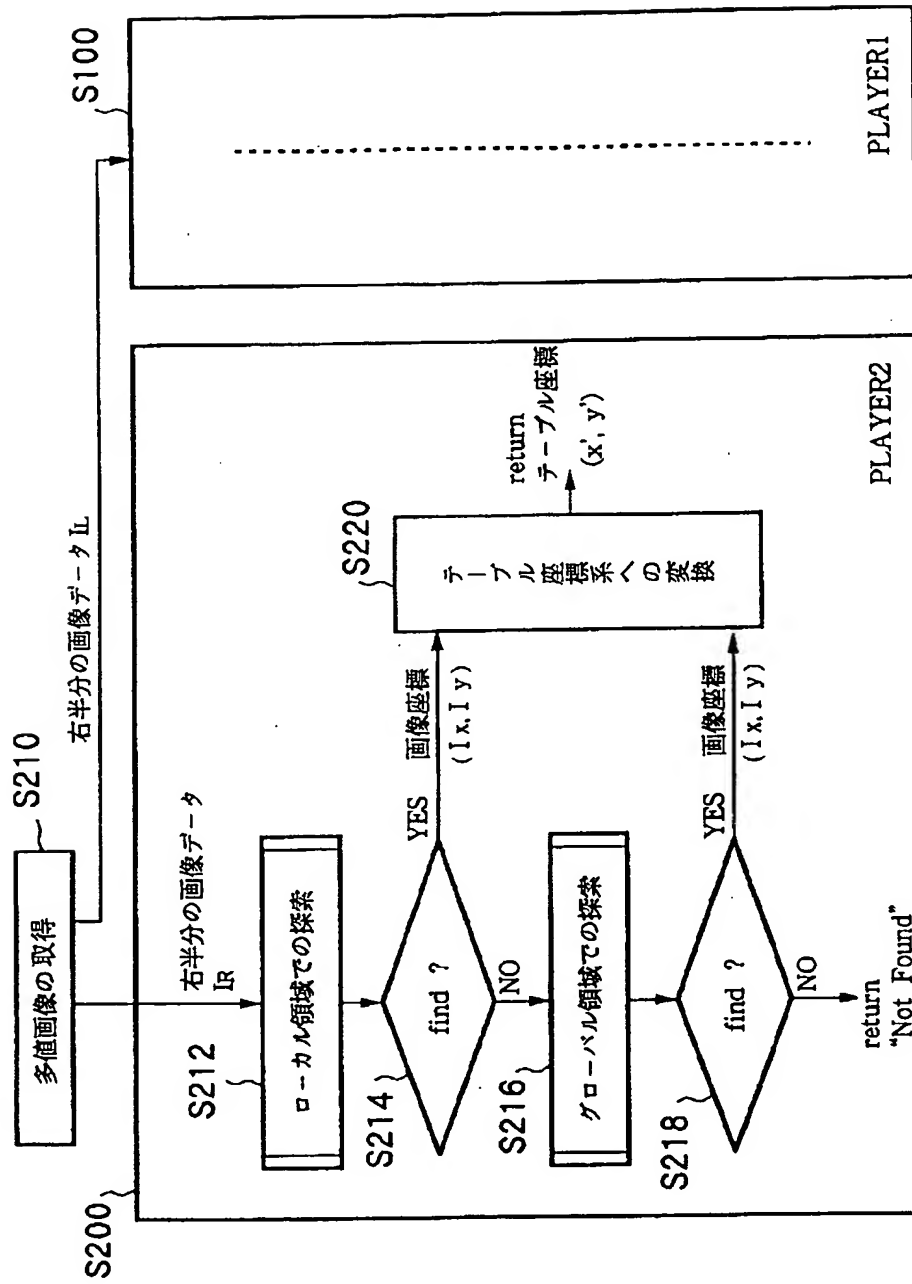 S210
多値画像の取得
右半分の画像データ IL
S100
PLAYER1
S200
右半分の画像データ
IR
S212
ローカル領域での探索
S214
find ?
YES
NO
画像座標
(Ix, Iy)
S216
グローバル領域での探索
S218
find ?
YES
NO
画像座標
(Ix, Iy)
return
“Not Found”
S220
テーブル座標系への変換
return
テーブル座標
(x', y')
PLAYER2